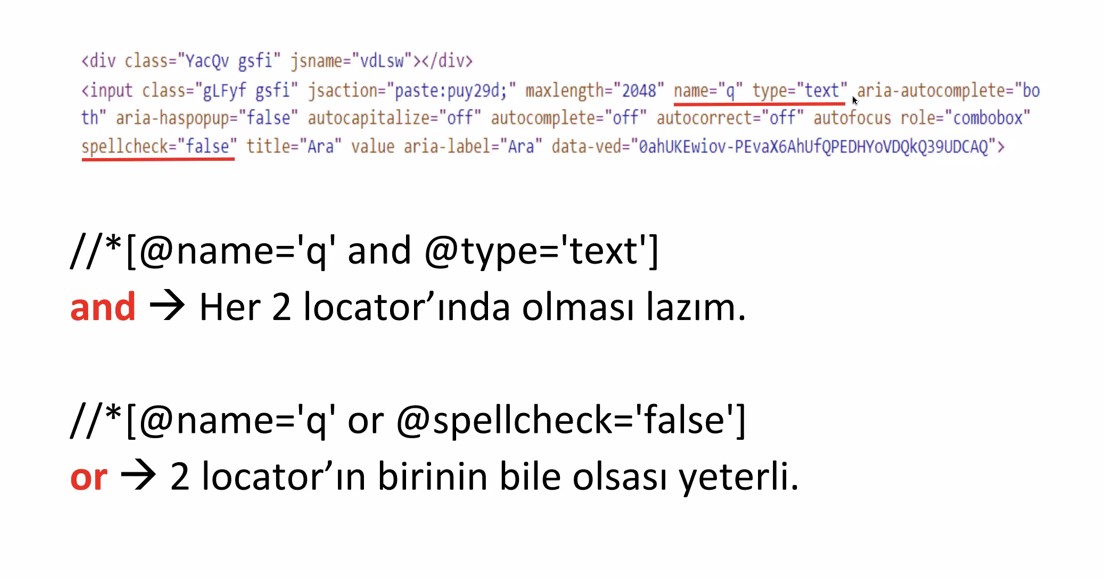 <div class="YacQv gsfi" jsname="vdLsw"></div>
<input class="gLFyf gsfi" jsaction="paste:puy29d;" maxlength="2048" name="q" type="text" aria-autocomplete="bo
th" aria-haspopup="false" autocapitalize="off" autocomplete="off" autocorrect="off" autofocus role="combobox"
spellcheck="false" title="Ara" value aria-label="Ara" data-ved="0ahUKEwiov-PEvaX6AhUfQPEDHYoVDQkQ39UDCAQ">
//*[@name='q' and @type='text']
and → Her 2 locator’ında olması lazım.
//*[@name='q' or @spellcheck='false']
or → 2 locator’ın birinin bile olsası yeterli.